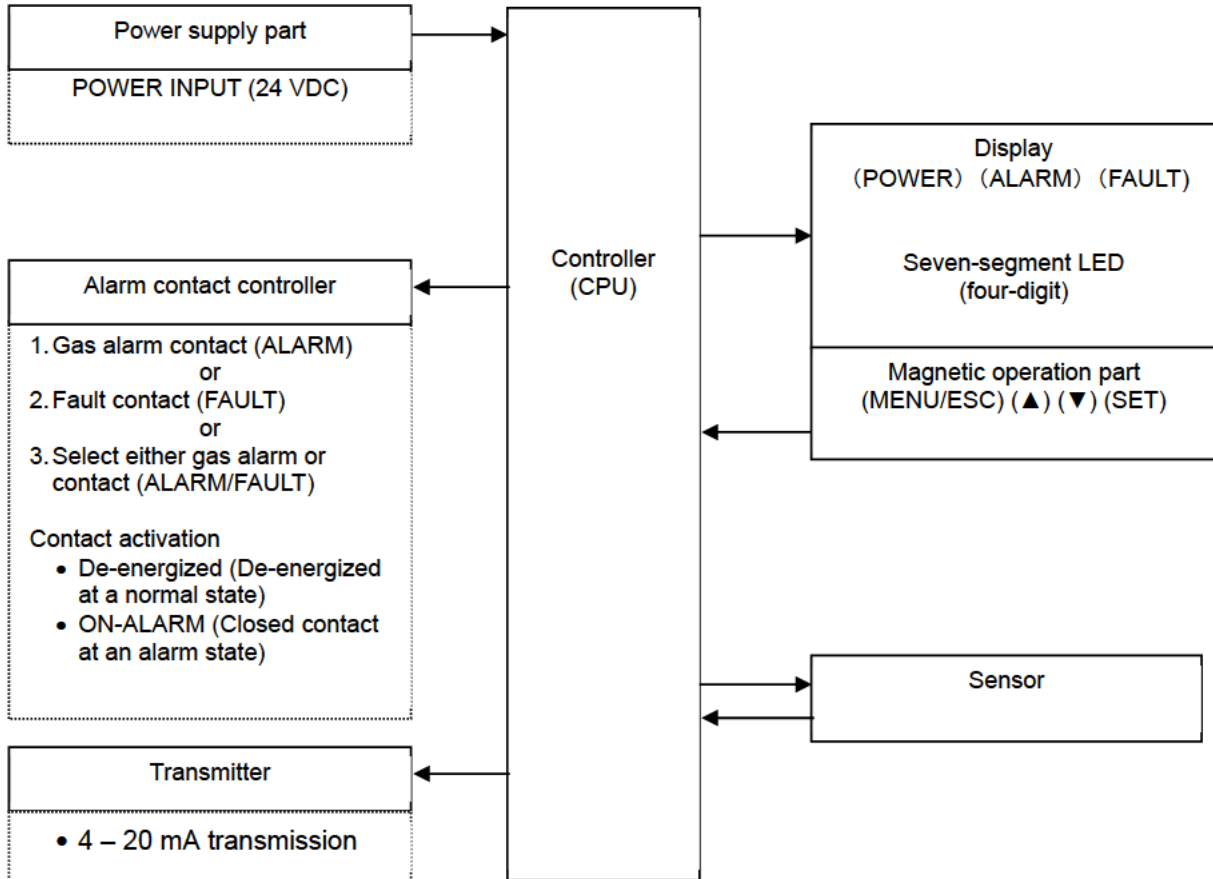 Power supply part
POWER INPUT (24 VDC)
Alarm contact controller
1. Gas alarm contact (ALARM)
or
2. Fault contact (FAULT)
or
3. Select either gas alarm or
contact (ALARM/FAULT)
Contact activation
• De-energized (De-energized
at a normal state)
• ON-ALARM (Closed contact
at an alarm state)
Transmitter
• 4 – 20 mA transmission
Controller
(CPU)
Display
(POWER) (ALARM) (FAULT)
Seven-segment LED
(four-digit)
Magnetic operation part
(MENU/ESC) (▲) (▼) (SET)
Sensor